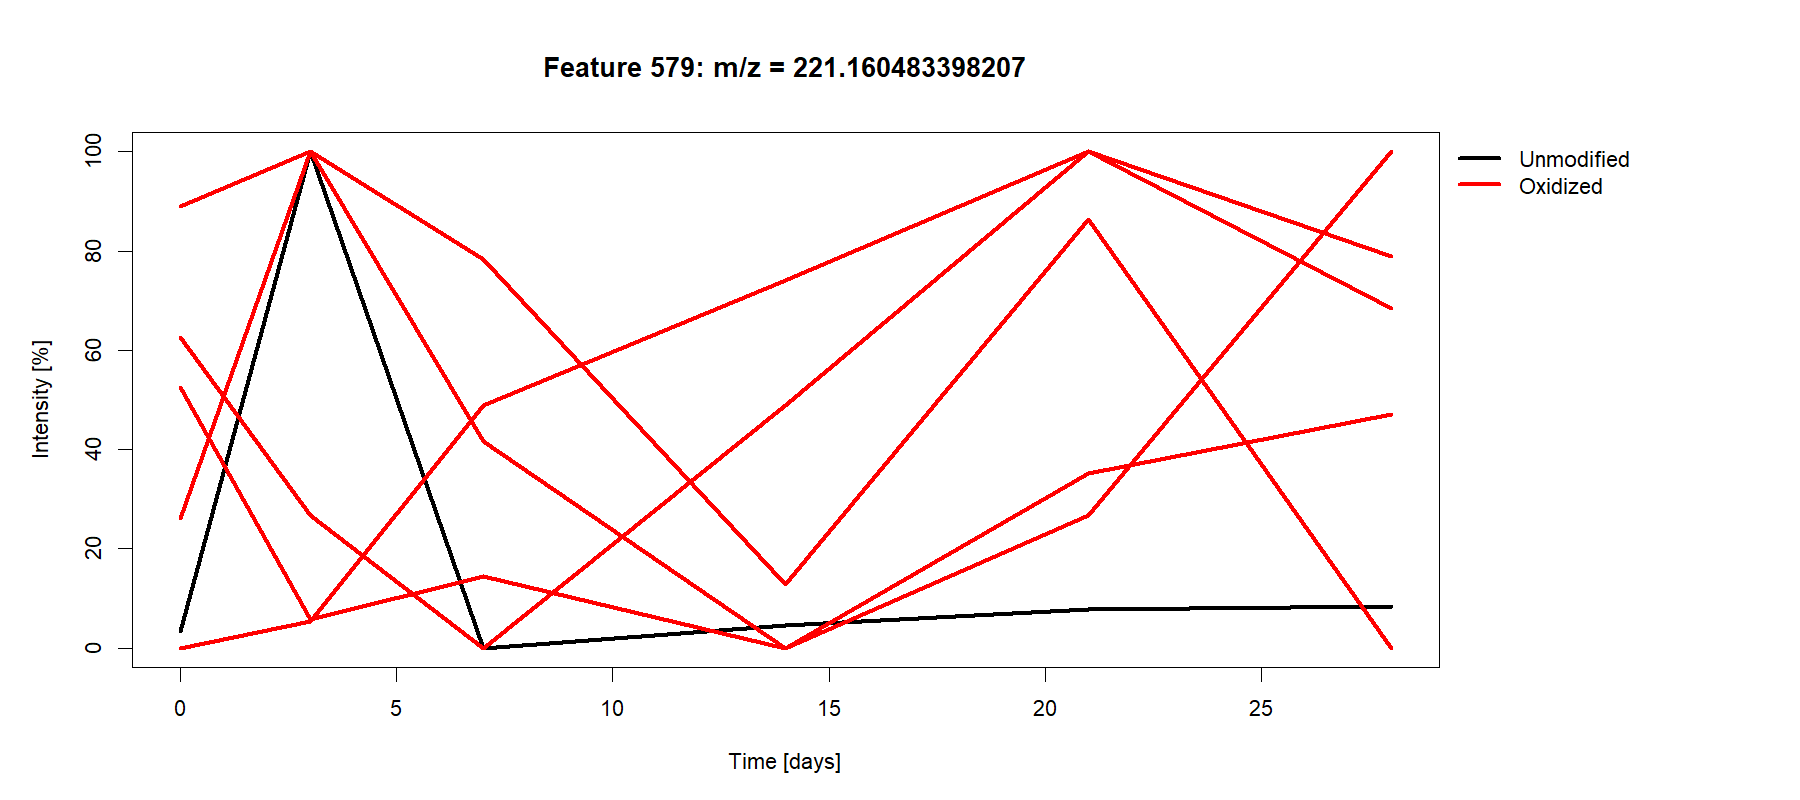 Feature 579: m/z = 221.160483398207
Unmodified
Oxidized
Intensity [%]
100
80
60
40
20
0
0 5 10 15 20 25
Time [days]